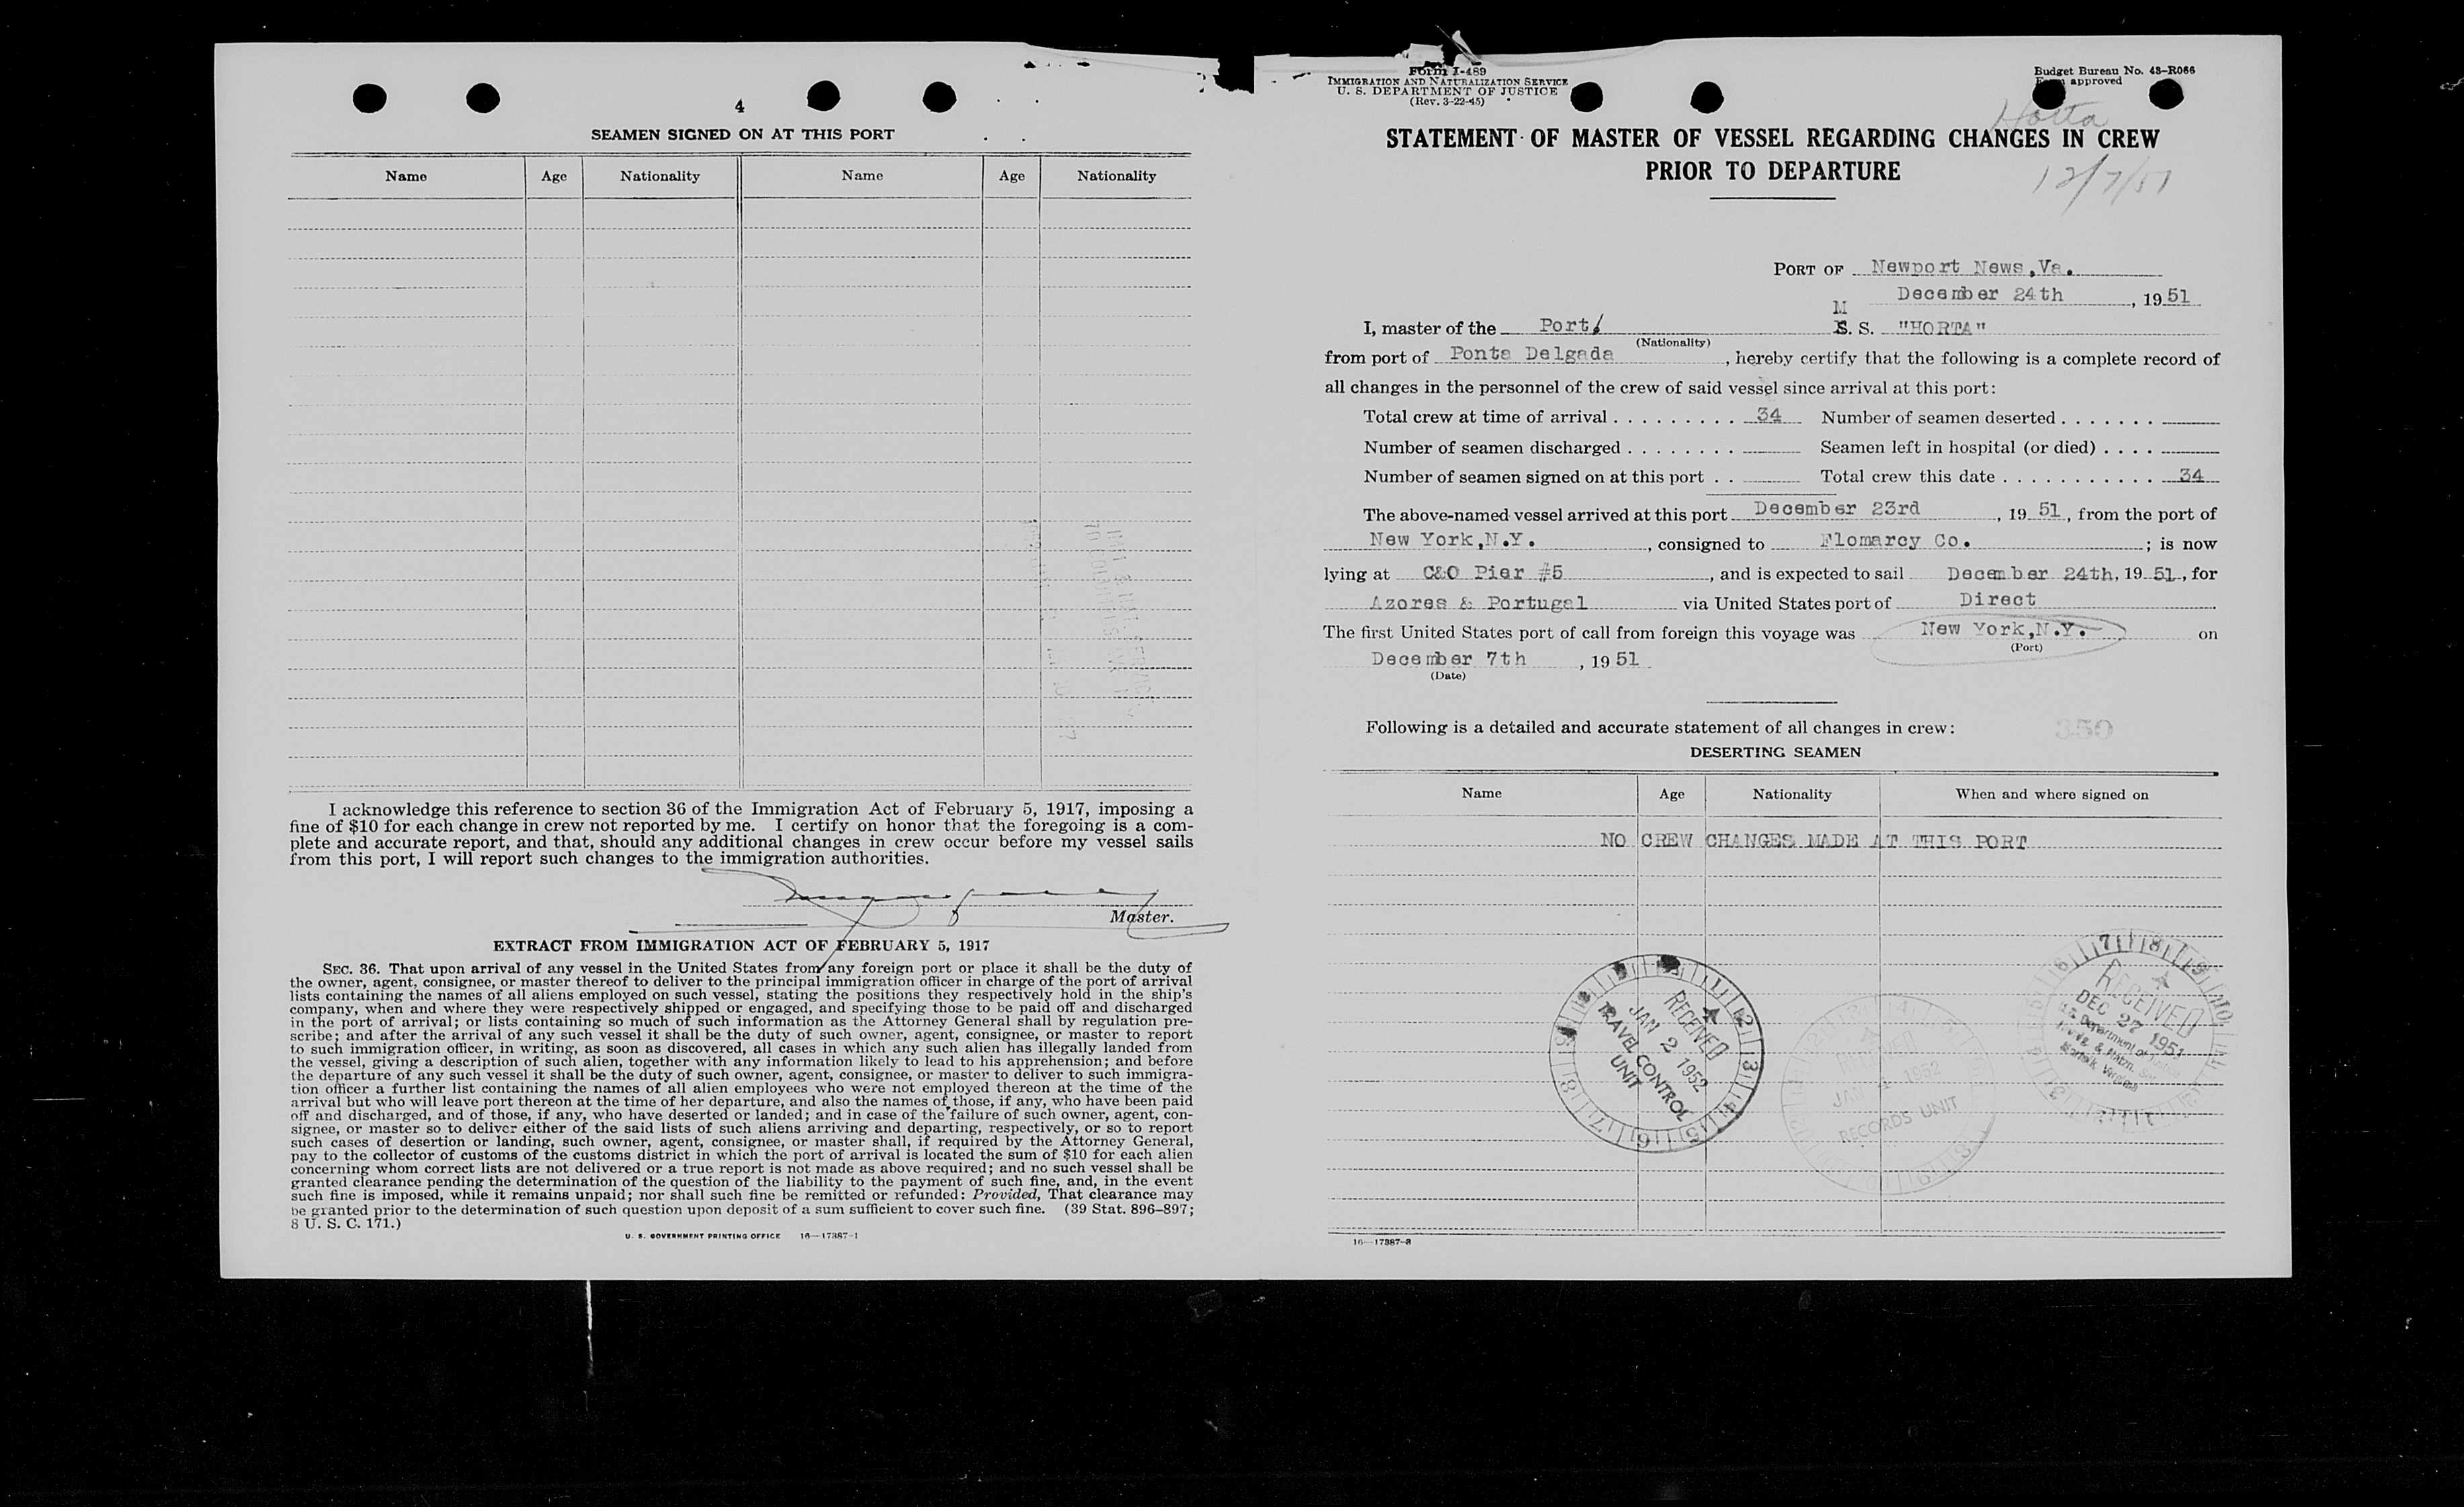 4
SEAMEN SIGNED ON AT THIS PORT
Name Age Nationality Name Age Nationality
I acknowledge this reference to section 36 of the Immigration Act of February 5, 1917, imposing a
fine of $10 for each change in crew not reported by me. I certify on honor that the foregoing is a com-
plete and accurate report, and that, should any additional changes in crew occur before my vessel sails
from this port, I will report such changes to the immigration authorities.
Master.
EXTRACT FROM IMMIGRATION ACT OF FEBRUARY 5, 1917
SEC. 36. That upon arrival of any vessel in the United States from any foreign port or place it shall be the duty of
the owner, agent, consignee, or master thereof to deliver to the principal immigration officer in charge of the port of arrival
lists containing the names of all aliens employed on such vessel, stating the positions they respectively hold in the ship's
company, when and where they were respectively shipped or engaged, and specifying those to be paid off and discharged
in the port of arrival; or lists containing so much of such information as the Attorney General shall by regulation pre-
scribe; and after the arrival of any such vessel it shall be the duty of such owner, agent, consignee, or master to report
to such immigration officer, in writing, as soon as discovered, all cases in which any such alien has illegally landed from
the vessel, giving a description of such alien, together with any information likely to lead to his apprehension; and before
the departure of any such vessel it shall be the duty of such owner, agent, consignee, or master to deliver to such immigra-
tion officer a further list containing the names of all alien employees who were not employed thereon at the time of the
arrival but who will leave port thereon at the time of her departure, and also the names of those, if any, who have been paid
off and discharged, and of those, if any, who have deserted or landed; and in case of the failure of such owner, agent, con-
signee, or master so to deliver either of the said lists of such aliens arriving and departing, respectively, or so to report
such cases of desertion or landing, such owner, agent, consignee, or master shall, if required by the Attorney General,
pay to the collector of customs of the customs district in which the port of arrival is located the sum of $10 for each alien
concerning whom correct lists are not delivered or a true report is not made as above required; and no such vessel shall be
granted clearance pending the determination of the question of the liability to the payment of such fine, and, in the event
such fine is imposed, while it remains unpaid; nor shall such fine be remitted or refunded: Provided, That clearance may
be granted prior to the determination of such question upon deposit of a sum sufficient to cover such fine. (39 Stat. 896–897;
8 U. S. C. 171.)
U. S. GOVERNMENT PRINTING OFFICE 16—17387-1
Form I-489
IMMIGRATION AND NATURALIZATION SERVICE
U. S. DEPARTMENT OF JUSTICE
(Rev. 3-22-45)
Budget Bureau No. 43-R066
approved
Horta
STATEMENT OF MASTER OF VESSEL REGARDING CHANGES IN CREW
PRIOR TO DEPARTURE
12/7/51
PORT OF Newport News,Va.
December 24th, 1951
M
I, master of the Port. S. S. "HORTA"
(Nationality)
from port of Ponta Delgada, hereby certify that the following is a complete record of
all changes in the personnel of the crew of said vessel since arrival at this port:
Total crew at time of arrival . . . . . . . . . 34 Number of seamen deserted . . . . . . .
Number of seamen discharged . . . . . . . . Seamen left in hospital (or died) . . . .
Number of seamen signed on at this port . . Total crew this date . . . . . . . . . . . 34
The above-named vessel arrived at this port December 23rd, 1951, from the port of
New York,N.Y., consigned to Flomarcy Co.; is now
lying at C&O Pier #5, and is expected to sail December 24th, 1951, for
Azores & Portugal via United States port of Direct
The first United States port of call from foreign this voyage was New York,N.Y. on
(Port)
December 7th, 1951
(Date)
Following is a detailed and accurate statement of all changes in crew: 350
DESERTING SEAMEN
Name Age Nationality When and where signed on
NO CREW CHANGES MADE AT THIS PORT
RECEIVED
JAN 2 1952
TRAVEL CONTROL
UNIT
RECEIVED
JAN 1952
RECORDS UNIT
RECEIVED
DEC 27 1951
U.S. Department of
Norfolk Virginia
16—17387-3